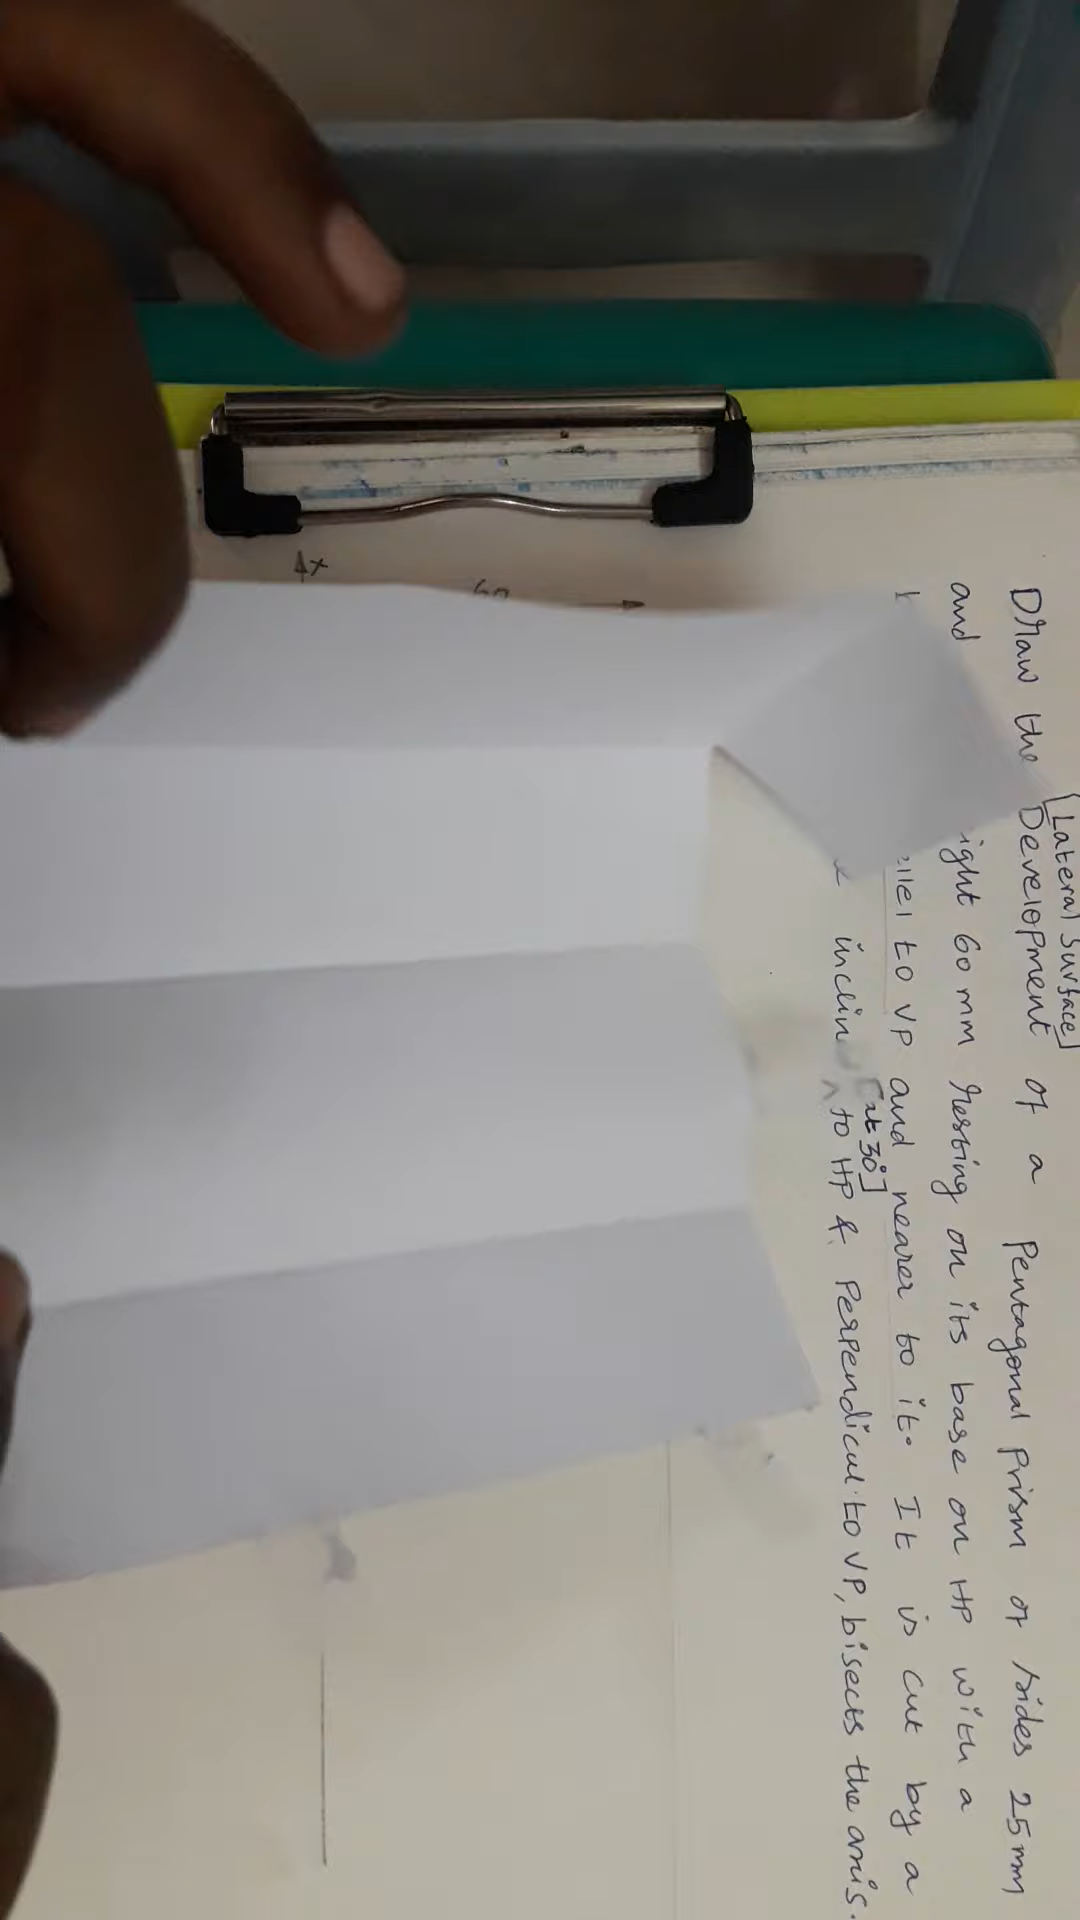 [Lateral Surface]
Draw the Development of a Pentagonal Prism of sides 25mm
and ight 60 mm resting on its base on HP with a
llel to VP and nearer to it. It is cut by a
[at 30°]
inclin ^ to HP & Perpendicul. to VP, bisects the axis.
x
60